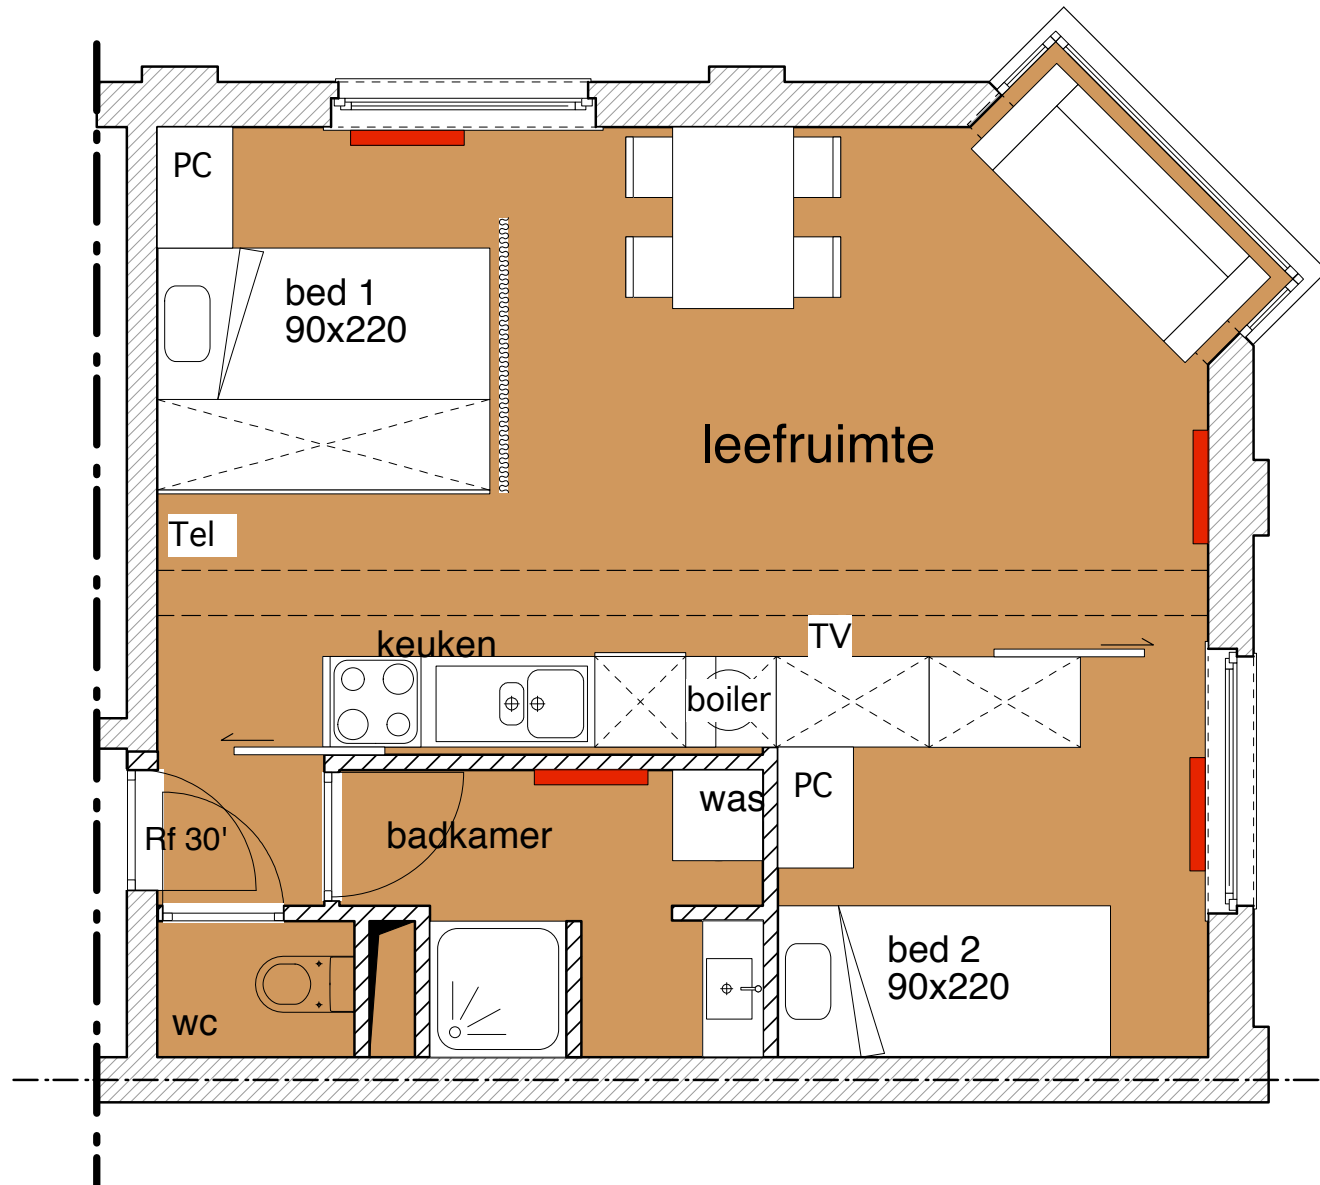 PC
bed 1
90x220
leefruimte
Tel
keuken
TV
boiler
was
PC
Rf 30'
badkamer
bed 2
90x220
wc